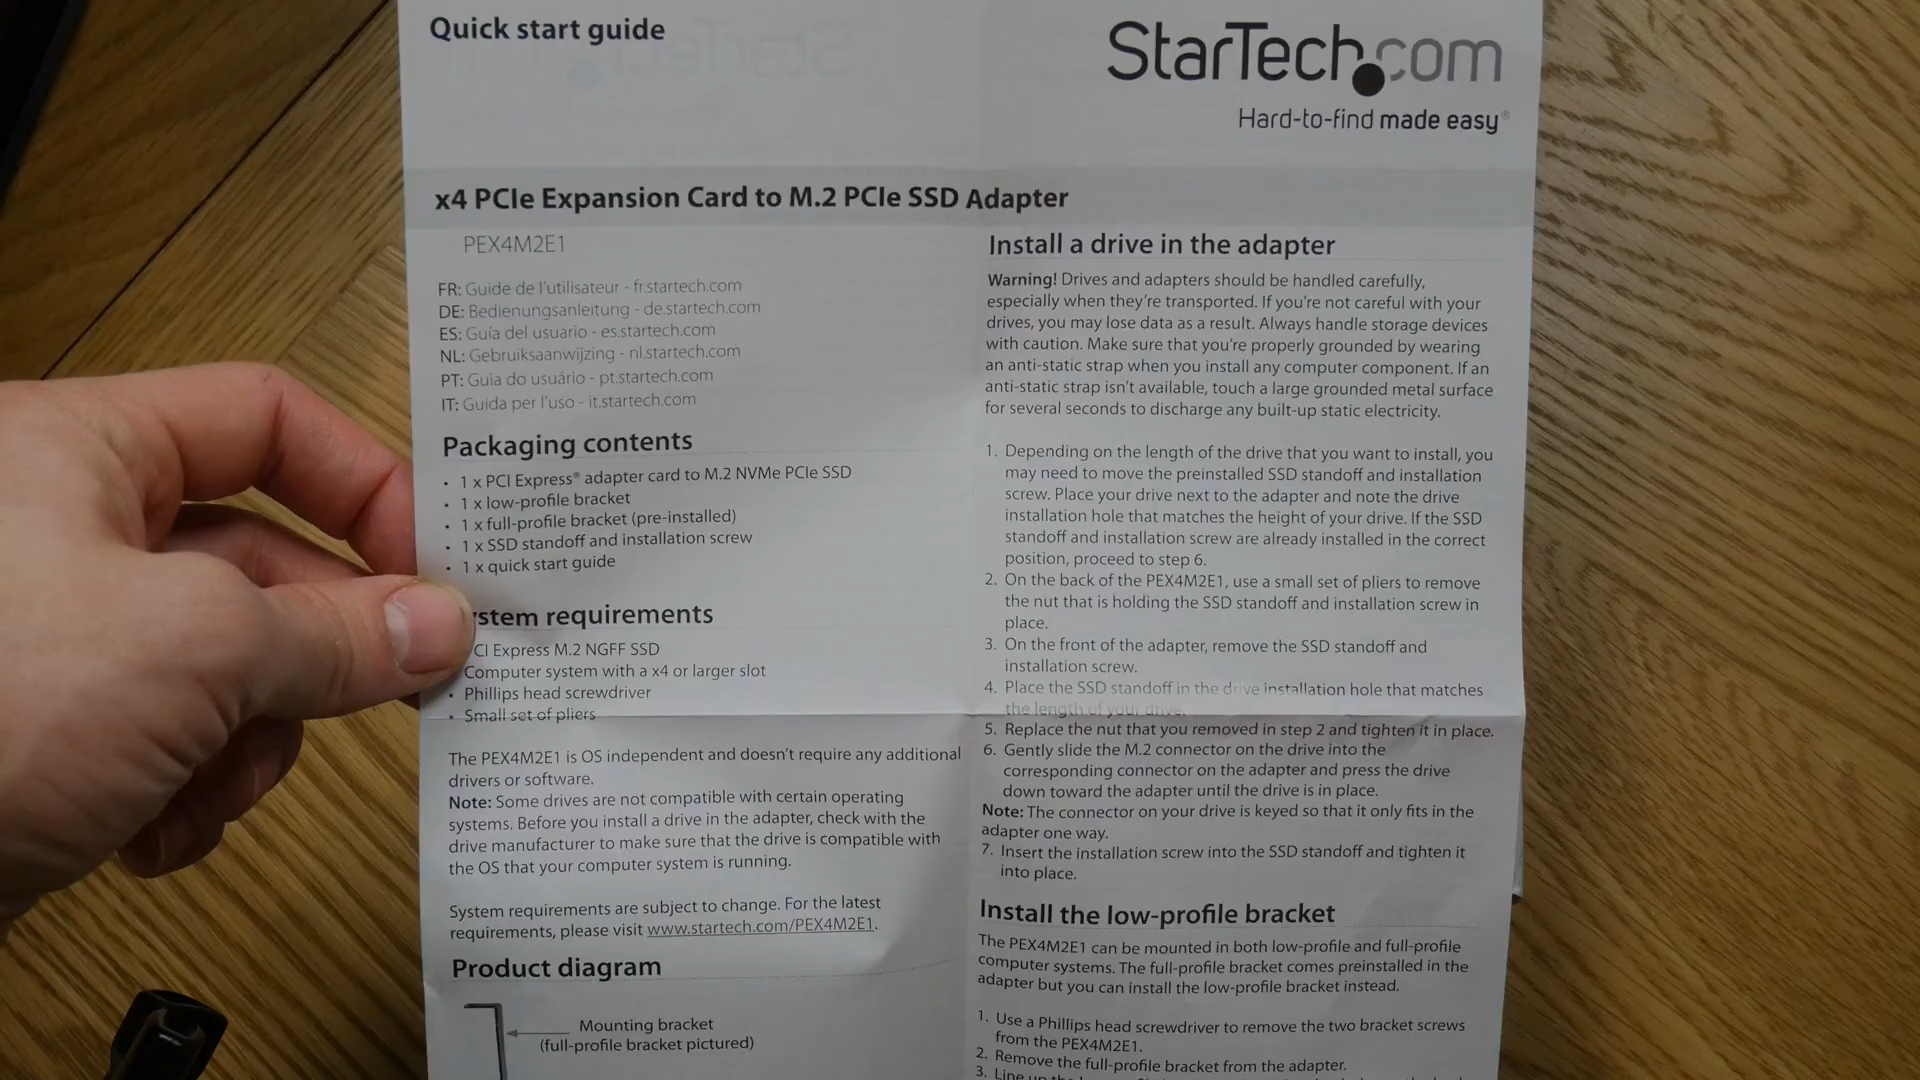 Quick start guide
StarTech.com
Hard-to-find made easy®
x4 PCIe Expansion Card to M.2 PCIe SSD Adapter
PEX4M2E1
FR: Guide de l'utilisateur - fr.startech.com
DE: Bedienungsanleitung - de.startech.com
ES: Guía del usuario - es.startech.com
NL: Gebruiksaanwijzing - nl.startech.com
PT: Guia do usuário - pt.startech.com
IT: Guida per l'uso - it.startech.com
Packaging contents
• 1 x PCI Express® adapter card to M.2 NVMe PCIe SSD
• 1 x low-profile bracket
• 1 x full-profile bracket (pre-installed)
• 1 x SSD standoff and installation screw
• 1 x quick start guide
stem requirements
CI Express M.2 NGFF SSD
Computer system with a x4 or larger slot
• Phillips head screwdriver
• Small set of pliers
The PEX4M2E1 is OS independent and doesn't require any additional
drivers or software.
Note: Some drives are not compatible with certain operating
systems. Before you install a drive in the adapter, check with the
drive manufacturer to make sure that the drive is compatible with
the OS that your computer system is running.
System requirements are subject to change. For the latest
requirements, please visit www.startech.com/PEX4M2E1.
Product diagram
Mounting bracket
(full-profile bracket pictured)
Install a drive in the adapter
Warning! Drives and adapters should be handled carefully,
especially when they're transported. If you're not careful with your
drives, you may lose data as a result. Always handle storage devices
with caution. Make sure that you're properly grounded by wearing
an anti-static strap when you install any computer component. If an
anti-static strap isn't available, touch a large grounded metal surface
for several seconds to discharge any built-up static electricity.
1. Depending on the length of the drive that you want to install, you
may need to move the preinstalled SSD standoff and installation
screw. Place your drive next to the adapter and note the drive
installation hole that matches the height of your drive. If the SSD
standoff and installation screw are already installed in the correct
position, proceed to step 6.
2. On the back of the PEX4M2E1, use a small set of pliers to remove
the nut that is holding the SSD standoff and installation screw in
place.
3. On the front of the adapter, remove the SSD standoff and
installation screw.
4. Place the SSD standoff in the drive installation hole that matches
the length of your drive.
5. Replace the nut that you removed in step 2 and tighten it in place.
6. Gently slide the M.2 connector on the drive into the
corresponding connector on the adapter and press the drive
down toward the adapter until the drive is in place.
Note: The connector on your drive is keyed so that it only fits in the
adapter one way.
7. Insert the installation screw into the SSD standoff and tighten it
into place.
Install the low-profile bracket
The PEX4M2E1 can be mounted in both low-profile and full-profile
computer systems. The full-profile bracket comes preinstalled in the
adapter but you can install the low-profile bracket instead.
1. Use a Phillips head screwdriver to remove the two bracket screws
from the PEX4M2E1.
2. Remove the full-profile bracket from the adapter.
3. Line up